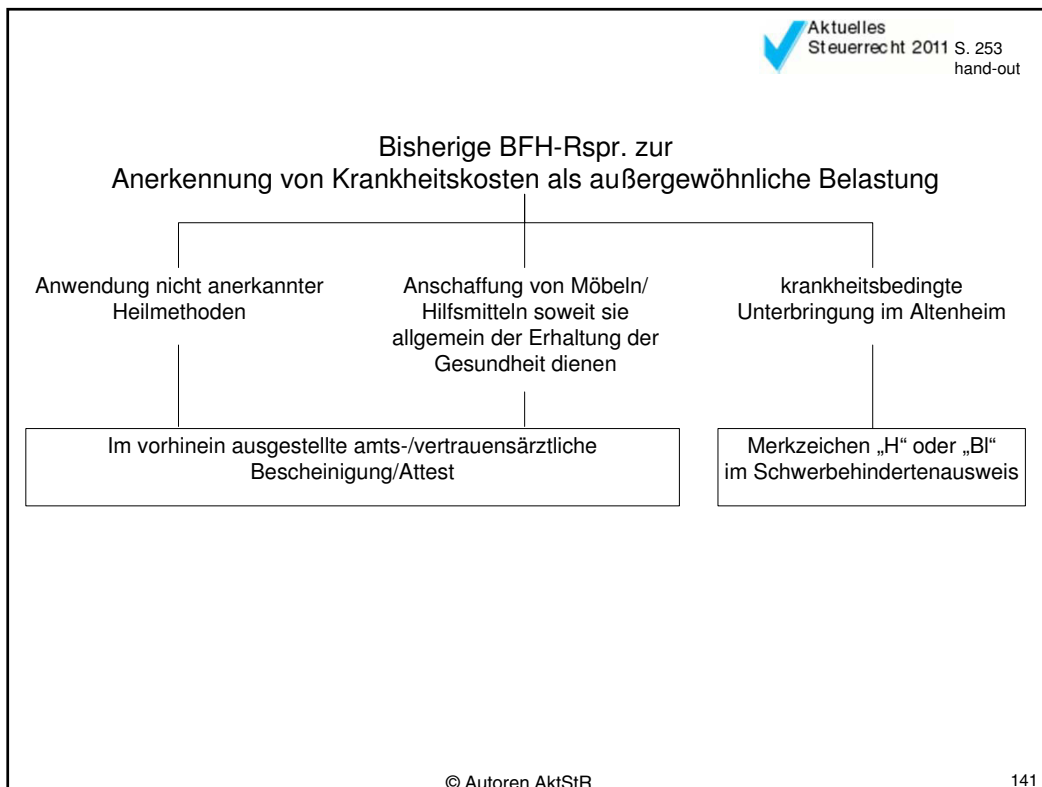 Aktuelles
Steuerrecht 2011 S. 253
hand-out
Bisherige BFH-Rspr. zur
Anerkennung von Krankheitskosten als außergewöhnliche Belastung
Anwendung nicht anerkannter
Heilmethoden
Anschaffung von Möbeln/
Hilfsmitteln soweit sie
allgemein der Erhaltung der
Gesundheit dienen
krankheitsbedingte
Unterbringung im Altenheim
Im vorhinein ausgestellte amts-/vertrauensärztliche
Bescheinigung/Attest
Merkzeichen „H“ oder „Bl“
im Schwerbehindertenausweis
© Autoren AktStR
141